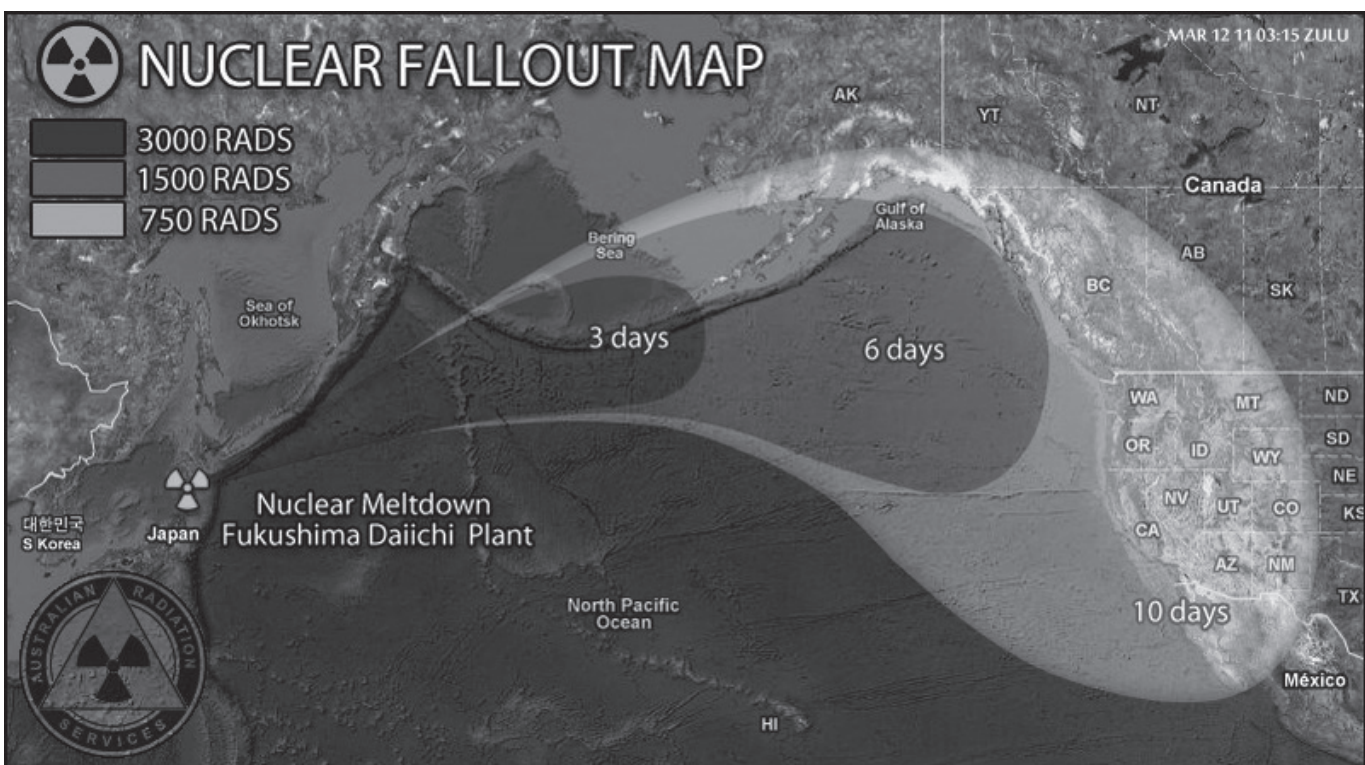 NUCLEAR FALLOUT MAP
MAR 12 11 03:15 ZULU
3000 RADS
1500 RADS
750 RADS
AK
YT
NT
Canada
Gulf of
Alaska
Bering
Sea
AB
BC
SK
Sea of
Okhotsk
3 days
6 days
WA
MT
ND
OR
ID
WY
SD
NE
NV
UT
CO
KS
CA
AZ
NM
TX
Nuclear Meltdown
Fukushima Daiichi Plant
Japan
대한민국
S Korea
North Pacific
Ocean
10 days
México
HI
AUSTRALIAN RADIATION
SERVICES